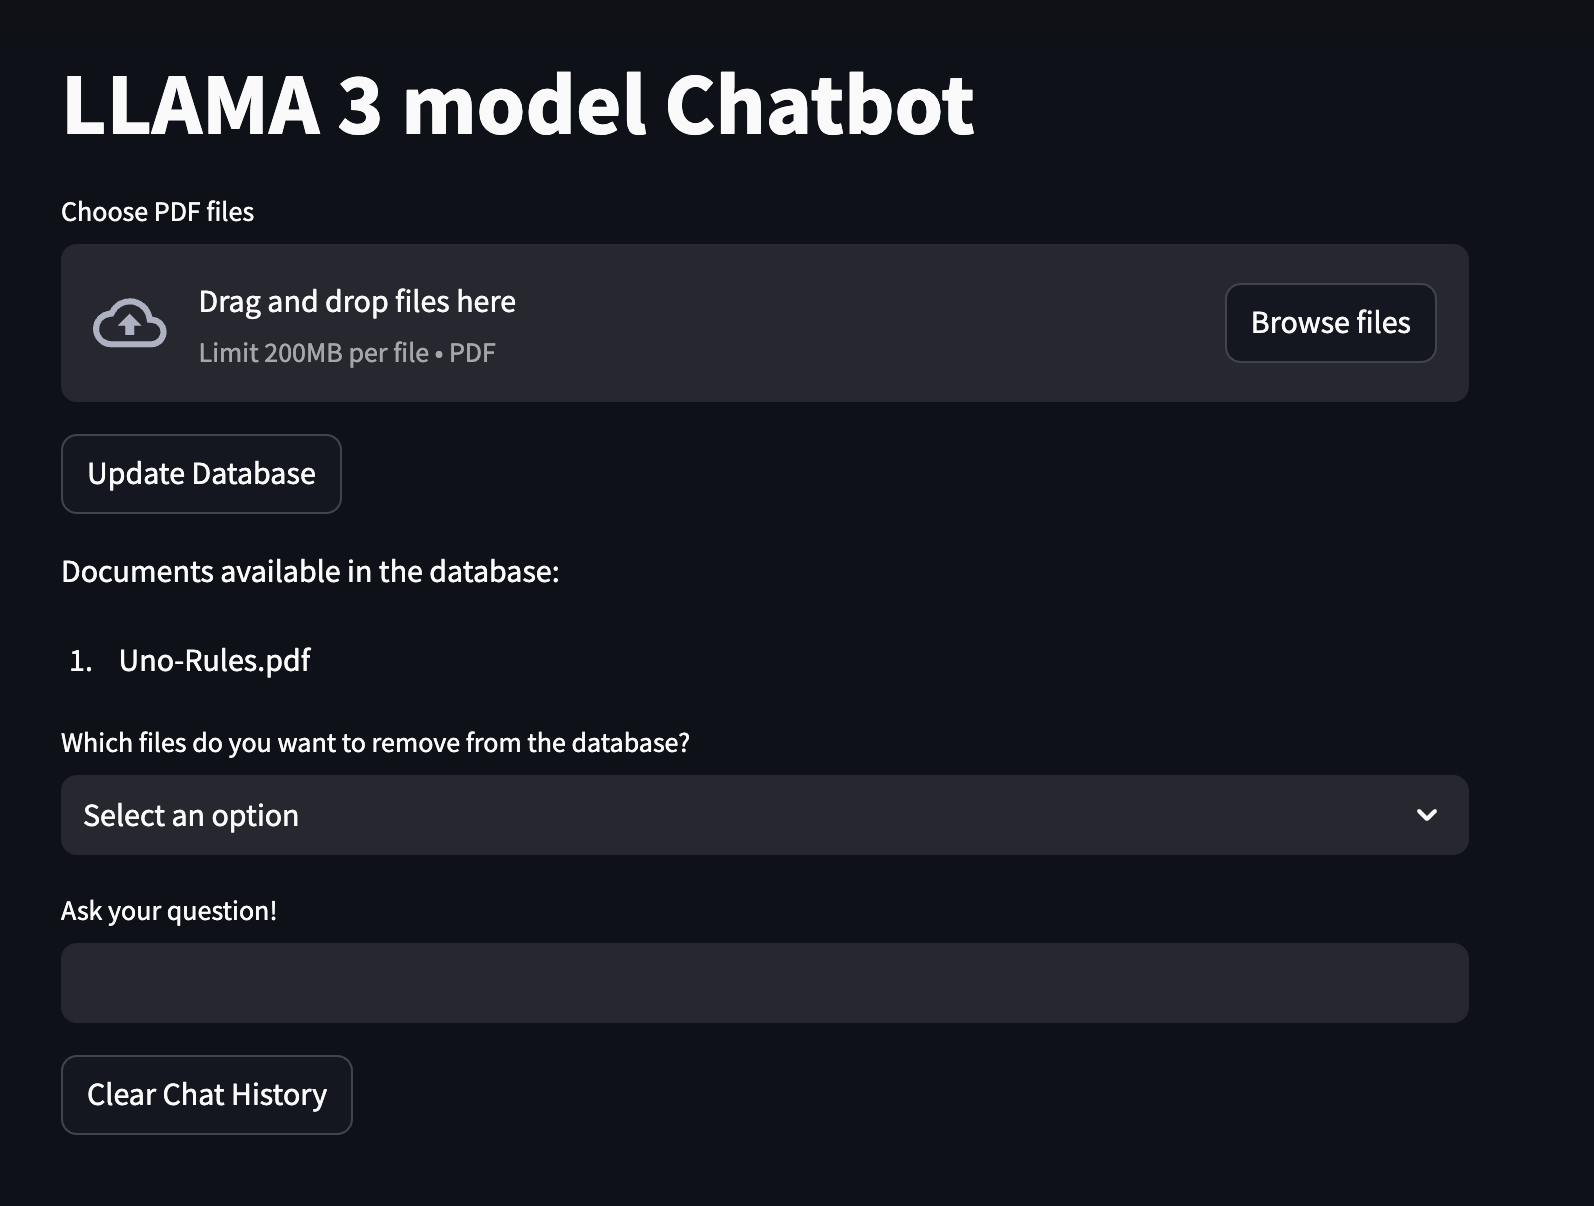 LLAMA 3 model Chatbot
Choose PDF files
Drag and drop files here
Limit 200MB per file • PDF
Browse files
Update Database
Documents available in the database:
1. Uno-Rules.pdf
Which files do you want to remove from the database?
Select an option
Ask your question!
Clear Chat History